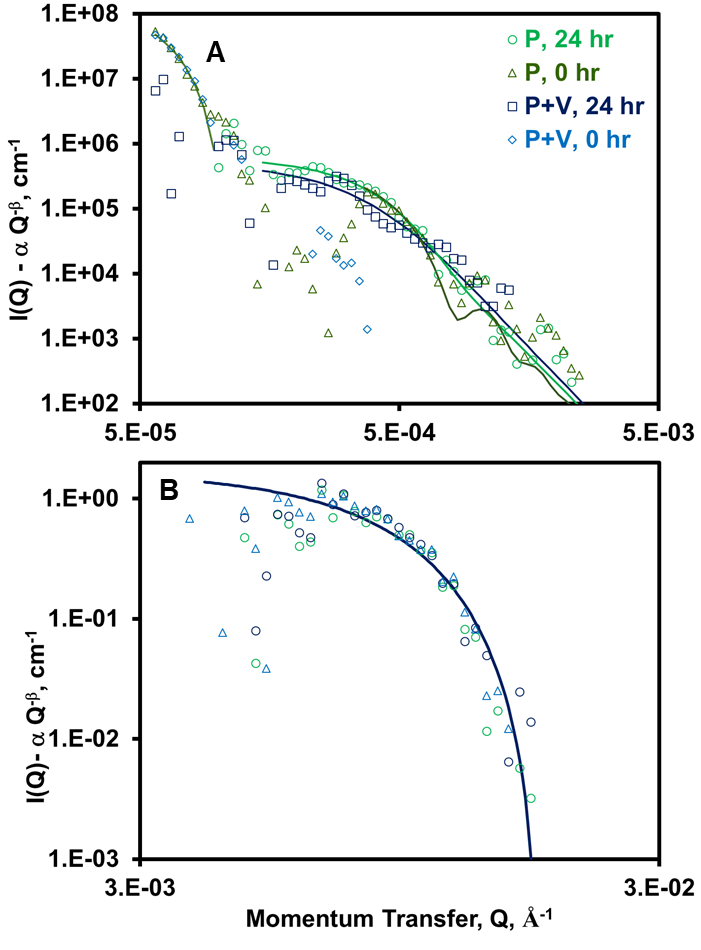 1.E+08
A
P, 24 hr
1.E+07
P, 0 hr
P+V, 24 hr
1.E+06
P+V, 0 hr
1.E+05
1.E+04
1.E+03
1.E+02
I(Q) - α Q-β, cm-1
5.E-05
5.E-04
5.E-03
B
1.E+00
1.E-01
1.E-02
1.E-03
I(Q)- α Q-β, cm-1
3.E-03
3.E-02
Momentum Transfer, Q, Å-1